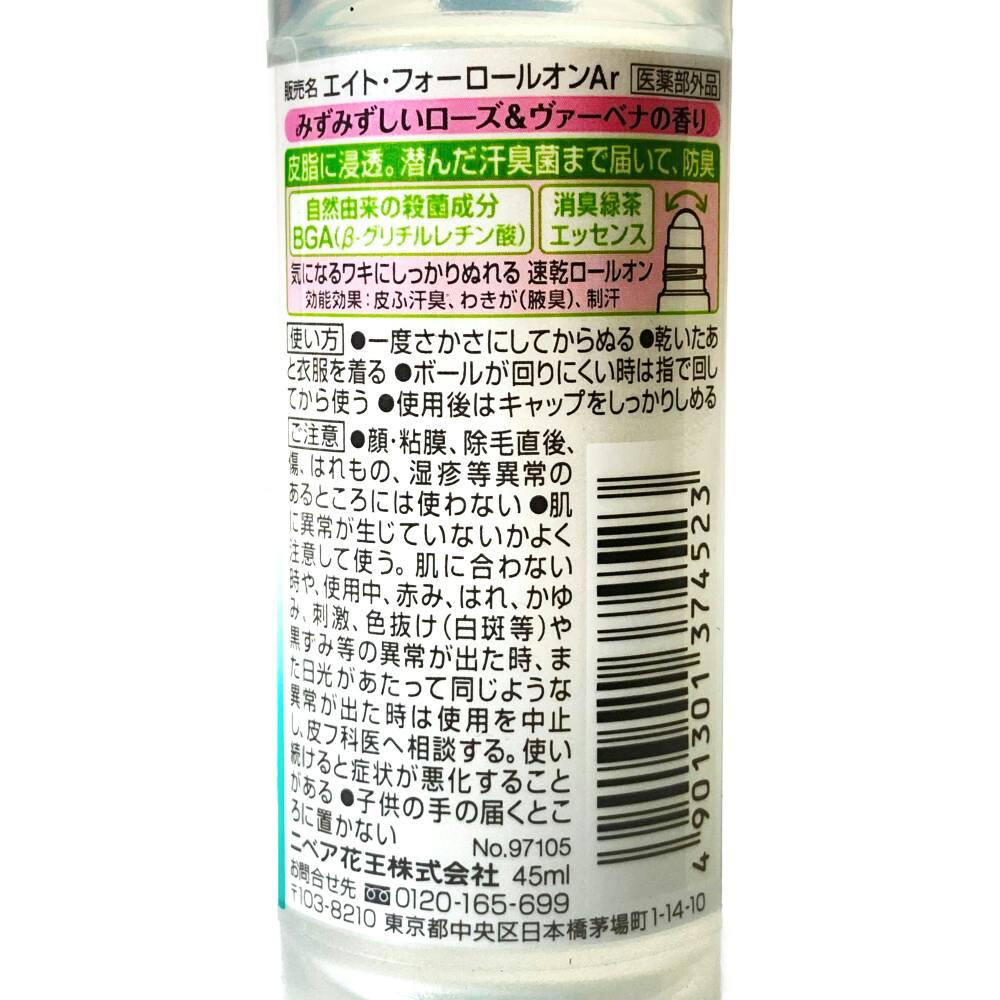 販売名 エイト・フォーロールオンAr 医薬部外品
みずみずしいローズ&ヴァーベナの香り
皮脂に浸透。潜んだ汗臭菌まで届いて、防臭
自然由来の殺菌成分
BGA(β-グリチルレチン酸)
消臭緑茶
エッセンス
気になるワキにしっかりぬれる 速乾ロールオン
効能効果：皮ふ汗臭、わきが(腋臭)、制汗
使い方 ●一度さかさにしてからぬる ●乾いたあ
と衣服を着る ●ボールが回りにくい時は指で回し
てから使う ●使用後はキャップをしっかりしめる
ご注意 ●顔・粘膜、除毛直後、
傷、はれもの、湿疹等異常の
あるところには使わない ●肌
に異常が生じていないかよく
注意して使う。肌に合わない
時や、使用中、赤み、はれ、かゆ
み、刺激、色抜け(白斑等)や
黒ずみ等の異常が出た時、ま
た日光があたって同じような
異常が出た時は使用を中止
し、皮フ科医へ相談する。使い
続けると症状が悪化すること
がある ●子供の手の届くとこ
ろに置かない
No.97105
ニベア花王株式会社 45ml
お問合せ先 0120-165-699
〒103-8210 東京都中央区日本橋茅場町1-14-10
4 901301 374523